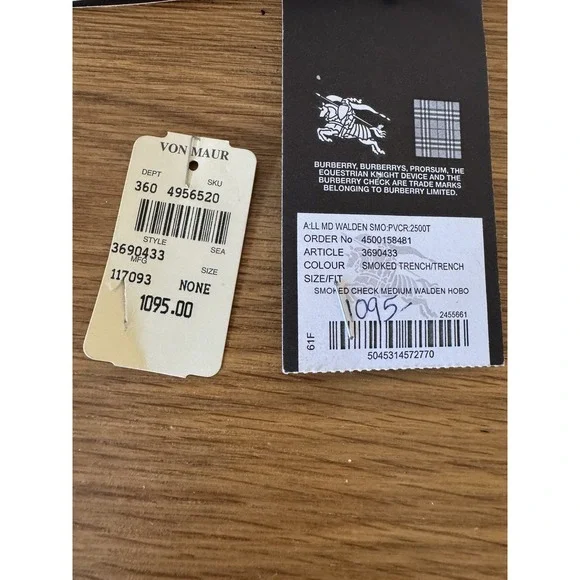 VON MAUR
DEPT SKU
360 4956520
STYLE SEA
3690433
MFG SIZE
117093 NONE
1095.00
BURBERRY, BURBERRYS, PRORSUM, THE
EQUESTRIAN KNIGHT DEVICE AND THE
BURBERRY CHECK ARE TRADE MARKS
BELONGING TO BURBERRY LIMITED.
A:LL MD WALDEN SMO:PVCR:2500T
ORDER No 4500158481
ARTICLE 3690433
COLOUR SMOKED TRENCH/TRENCH
SIZE/FIT
SMOKED CHECK MEDIUM WALDEN HOBO
1095-
2455661
61F
5045314572770